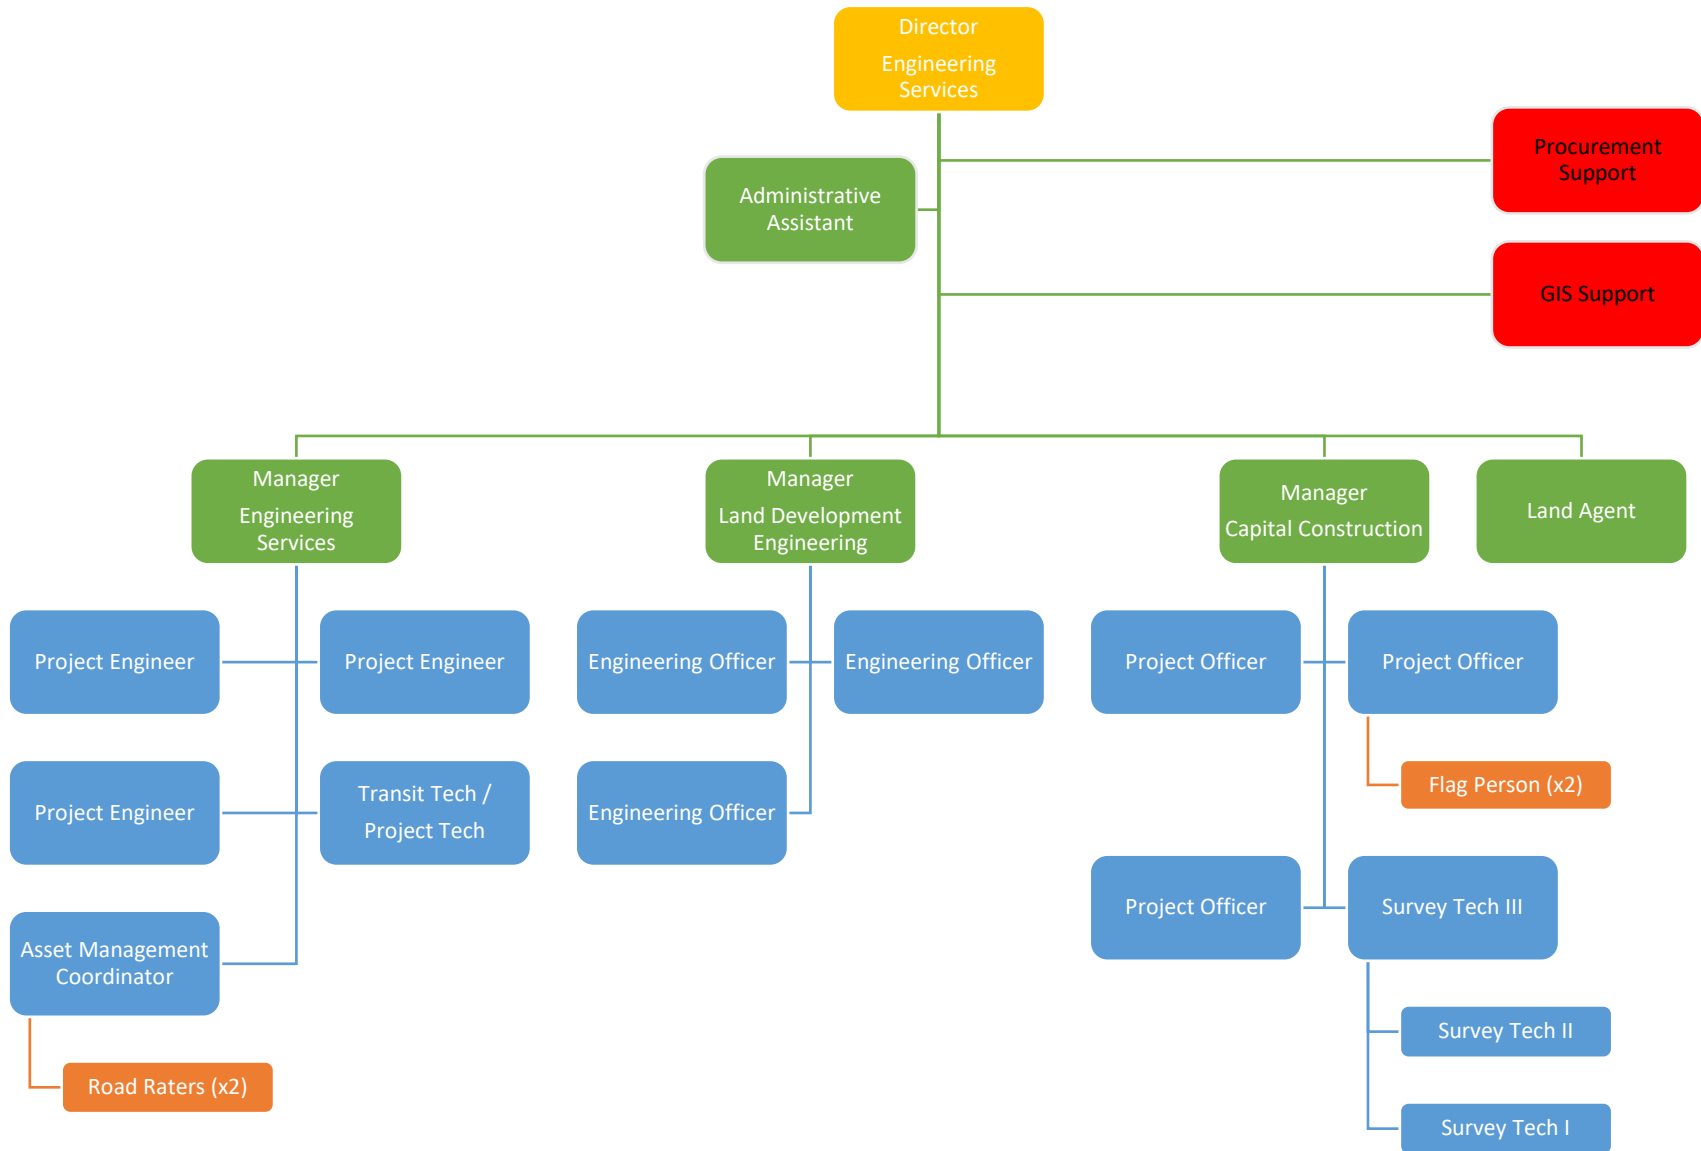 Director
Engineering
Services
Procurement
Support
Administrative
Assistant
GIS Support
Manager
Engineering
Services
Manager
Land Development
Engineering
Manager
Capital Construction
Land Agent
Project Engineer
Project Engineer
Engineering Officer
Engineering Officer
Project Officer
Project Officer
Flag Person (x2)
Project Engineer
Transit Tech /
Project Tech
Engineering Officer
Project Officer
Survey Tech III
Asset Management
Coordinator
Survey Tech II
Road Raters (x2)
Survey Tech I